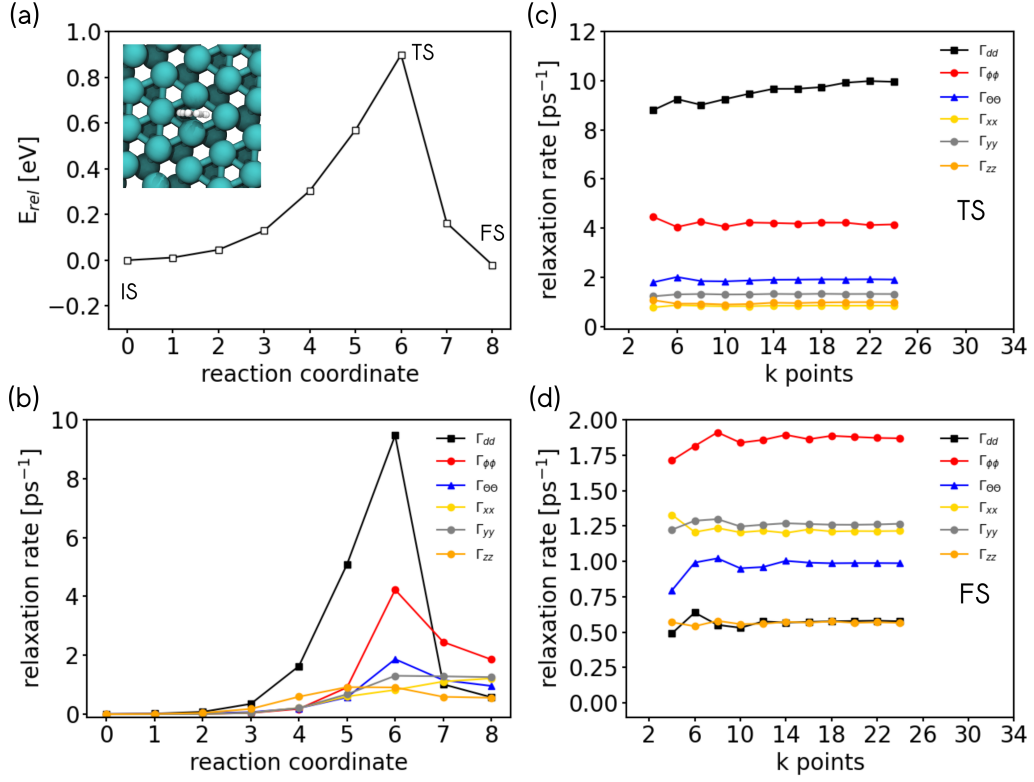 (a)
1.0
0.8
0.6
0.4
0.2
0.0
−0.2
E_rel [eV]
TS
FS
IS
0 1 2 3 4 5 6 7 8
reaction coordinate
(c)
12
10
8
6
4
2
0
relaxation rate [ps⁻¹]
Γ_dd
Γ_ϕϕ
Γ_ΘΘ
Γ_xx
Γ_yy
Γ_zz
TS
2 6 10 14 18 22 26 30 34
k points
(b)
10
8
6
4
2
0
relaxation rate [ps⁻¹]
Γ_dd
Γ_ϕϕ
Γ_ΘΘ
Γ_xx
Γ_yy
Γ_zz
0 1 2 3 4 5 6 7 8
reaction coordinate
(d)
2.00
1.75
1.50
1.25
1.00
0.75
0.50
0.25
0.00
relaxation rate [ps⁻¹]
Γ_dd
Γ_ϕϕ
Γ_ΘΘ
Γ_xx
Γ_yy
Γ_zz
FS
2 6 10 14 18 22 26 30 34
k points